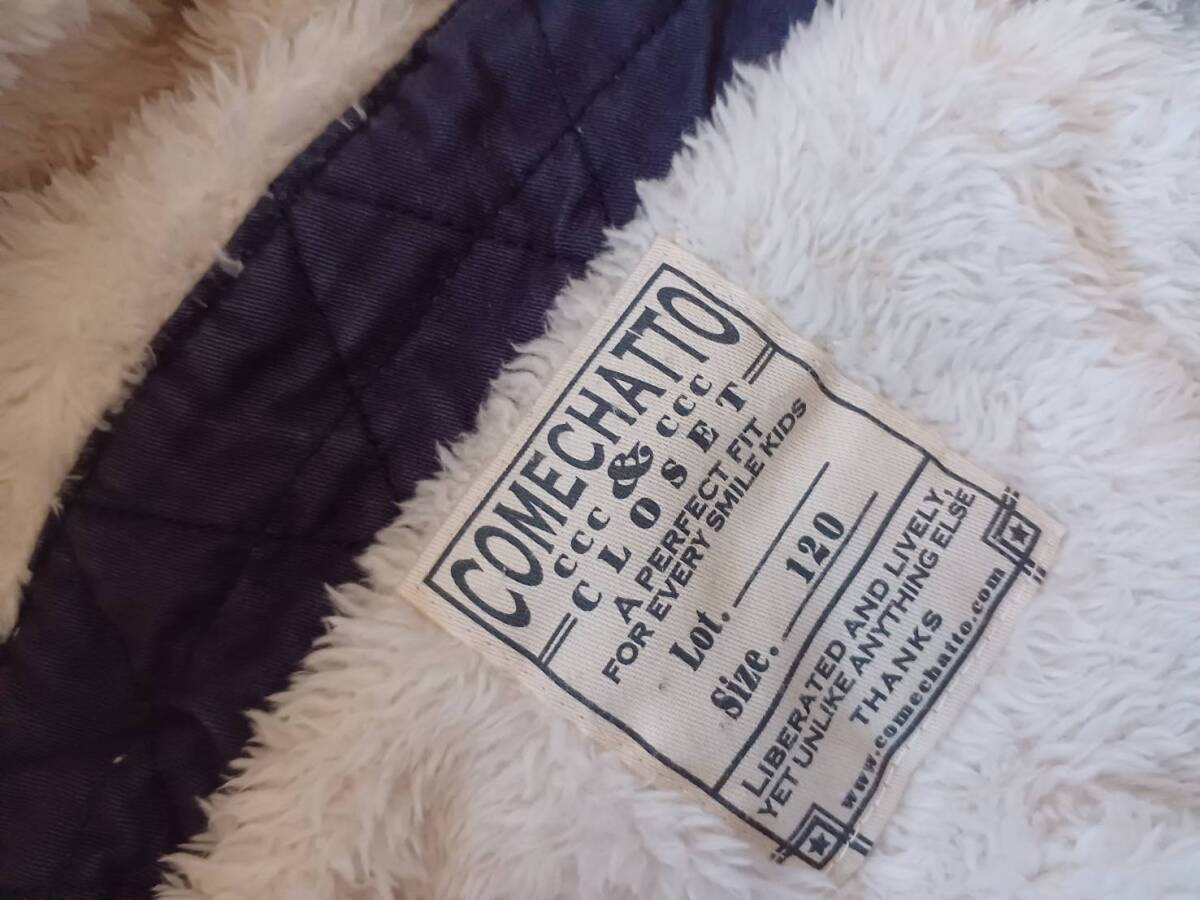 COMECHATTO
ccc & ccc
CLOSET
A PERFECT FIT
FOR EVERY SMILE KIDS
Lot.
Size. 120
LIBERATED AND LIVELY,
YET UNLIKE ANYTHING ELSE
THANKS
www.comechatto.com